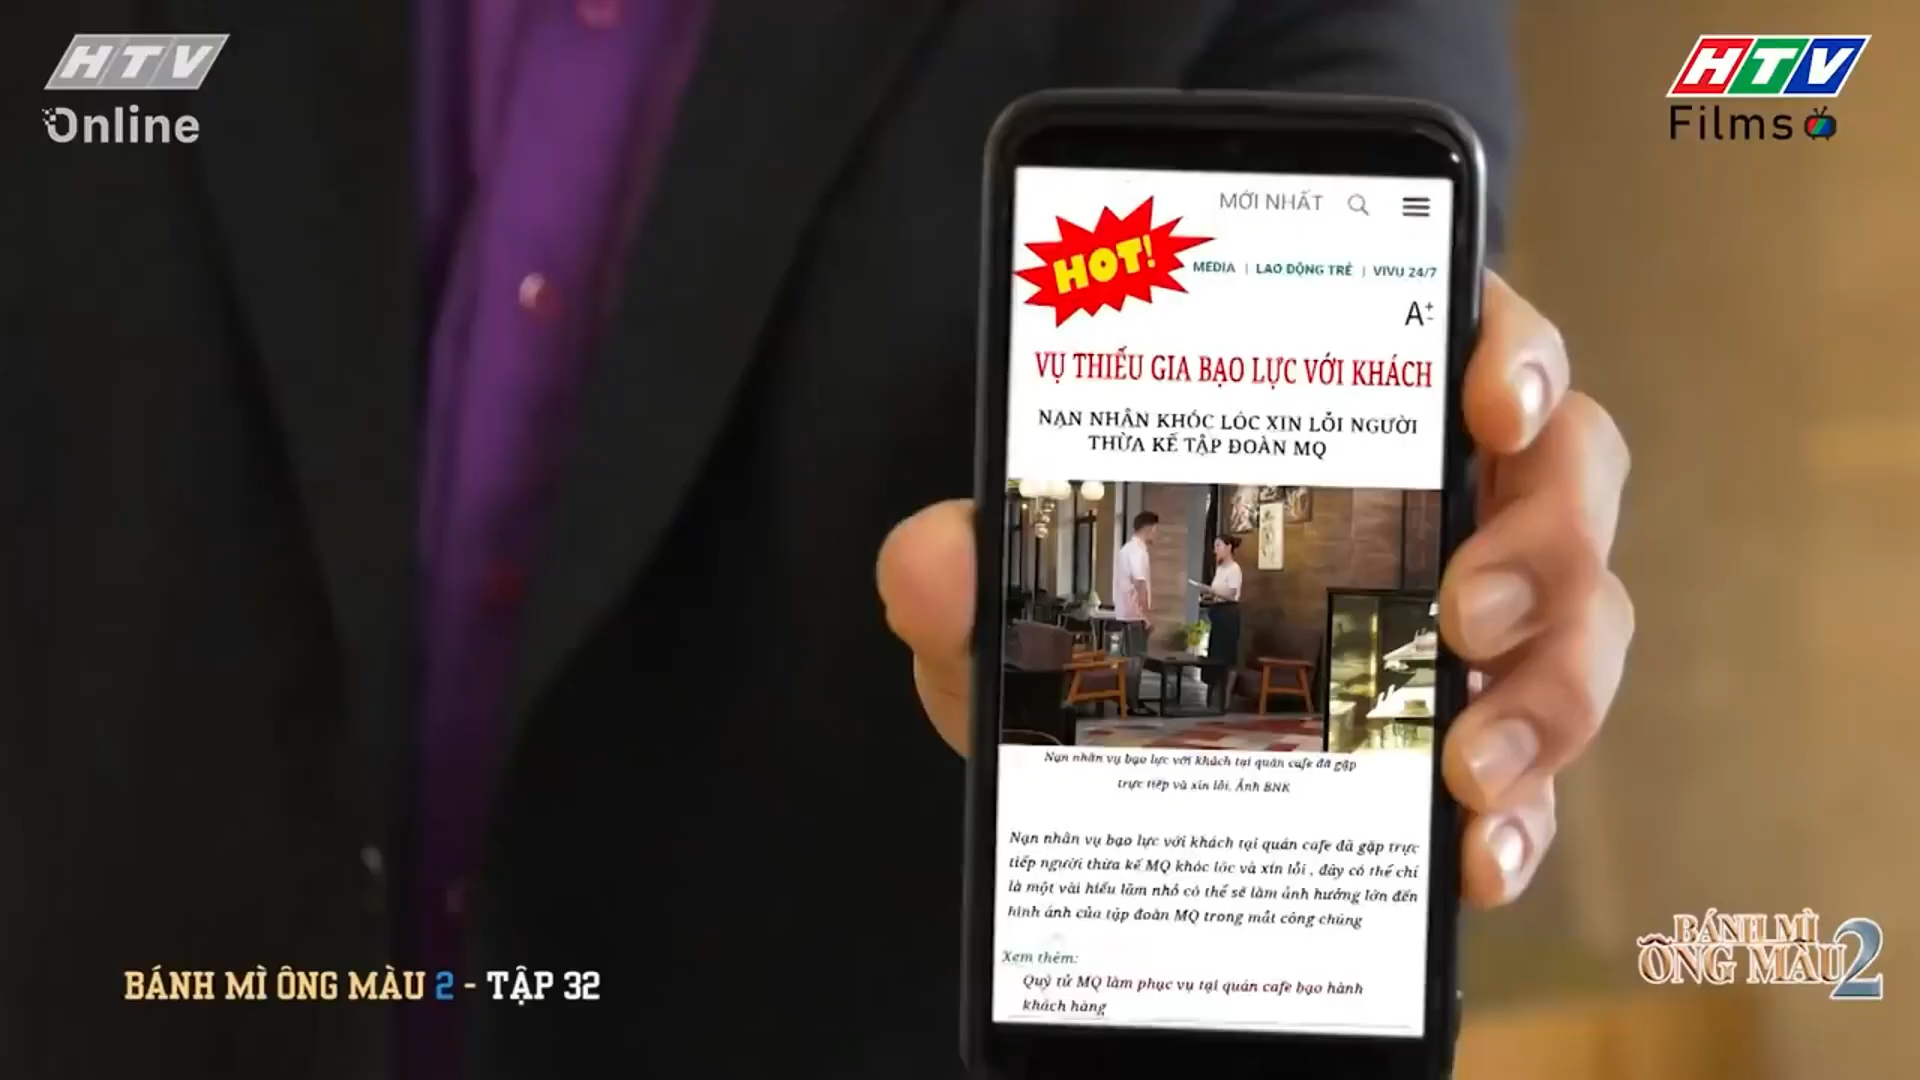 HTV
Online
HTV
Films
MỚI NHẤT
HOT!
MEDIA | LAO ĐỘNG TRẺ | VIVU 24/7
A+-
VỤ THIẾU GIA BẠO LỰC VỚI KHÁCH
NẠN NHÂN KHÓC LÓC XIN LỖI NGƯỜI
THỪA KẾ TẬP ĐOÀN MQ
Nạn nhân vụ bạo lực với khách tại quán cafe đã gặp
trực tiếp và xin lỗi. Ảnh BNK
Nạn nhân vụ bạo lực với khách tại quán cafe đã gặp trực
tiếp người thừa kế MQ khóc lóc và xin lỗi , đây có thể chỉ
là một vài hiểu lầm nhỏ có thể sẽ làm ảnh hưởng lớn đến
hình ảnh của tập đoàn MQ trong mắt công chúng
Xem thêm:
Quý tử MQ làm phục vụ tại quán cafe bạo hành
khách hàng
BÁNH MÌ ÔNG MÀU 2 - TẬP 32
BÁNH MÌ
ÔNG MÀU 2